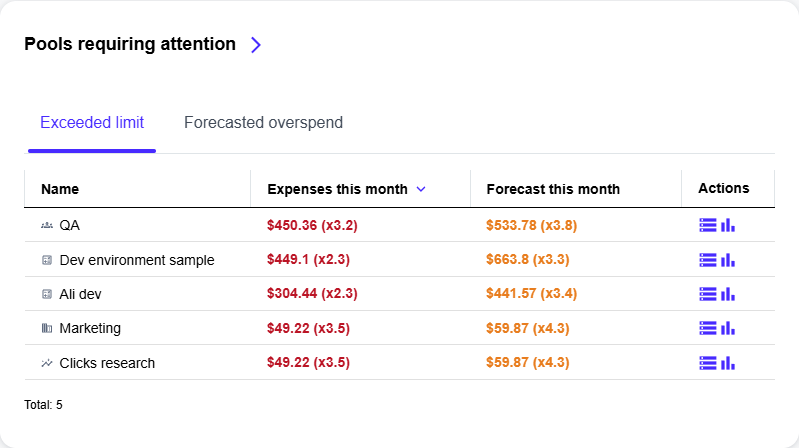 Pools requiring attention
Exceeded limit Forecasted overspend
Name Expenses this month Forecast this month Actions
QA $450.36 (x3.2) $533.78 (x3.8)
Dev environment sample $449.1 (x2.3) $663.8 (x3.3)
Ali dev $304.44 (x2.3) $441.57 (x3.4)
Marketing $49.22 (x3.5) $59.87 (x4.3)
Clicks research $49.22 (x3.5) $59.87 (x4.3)
Total: 5